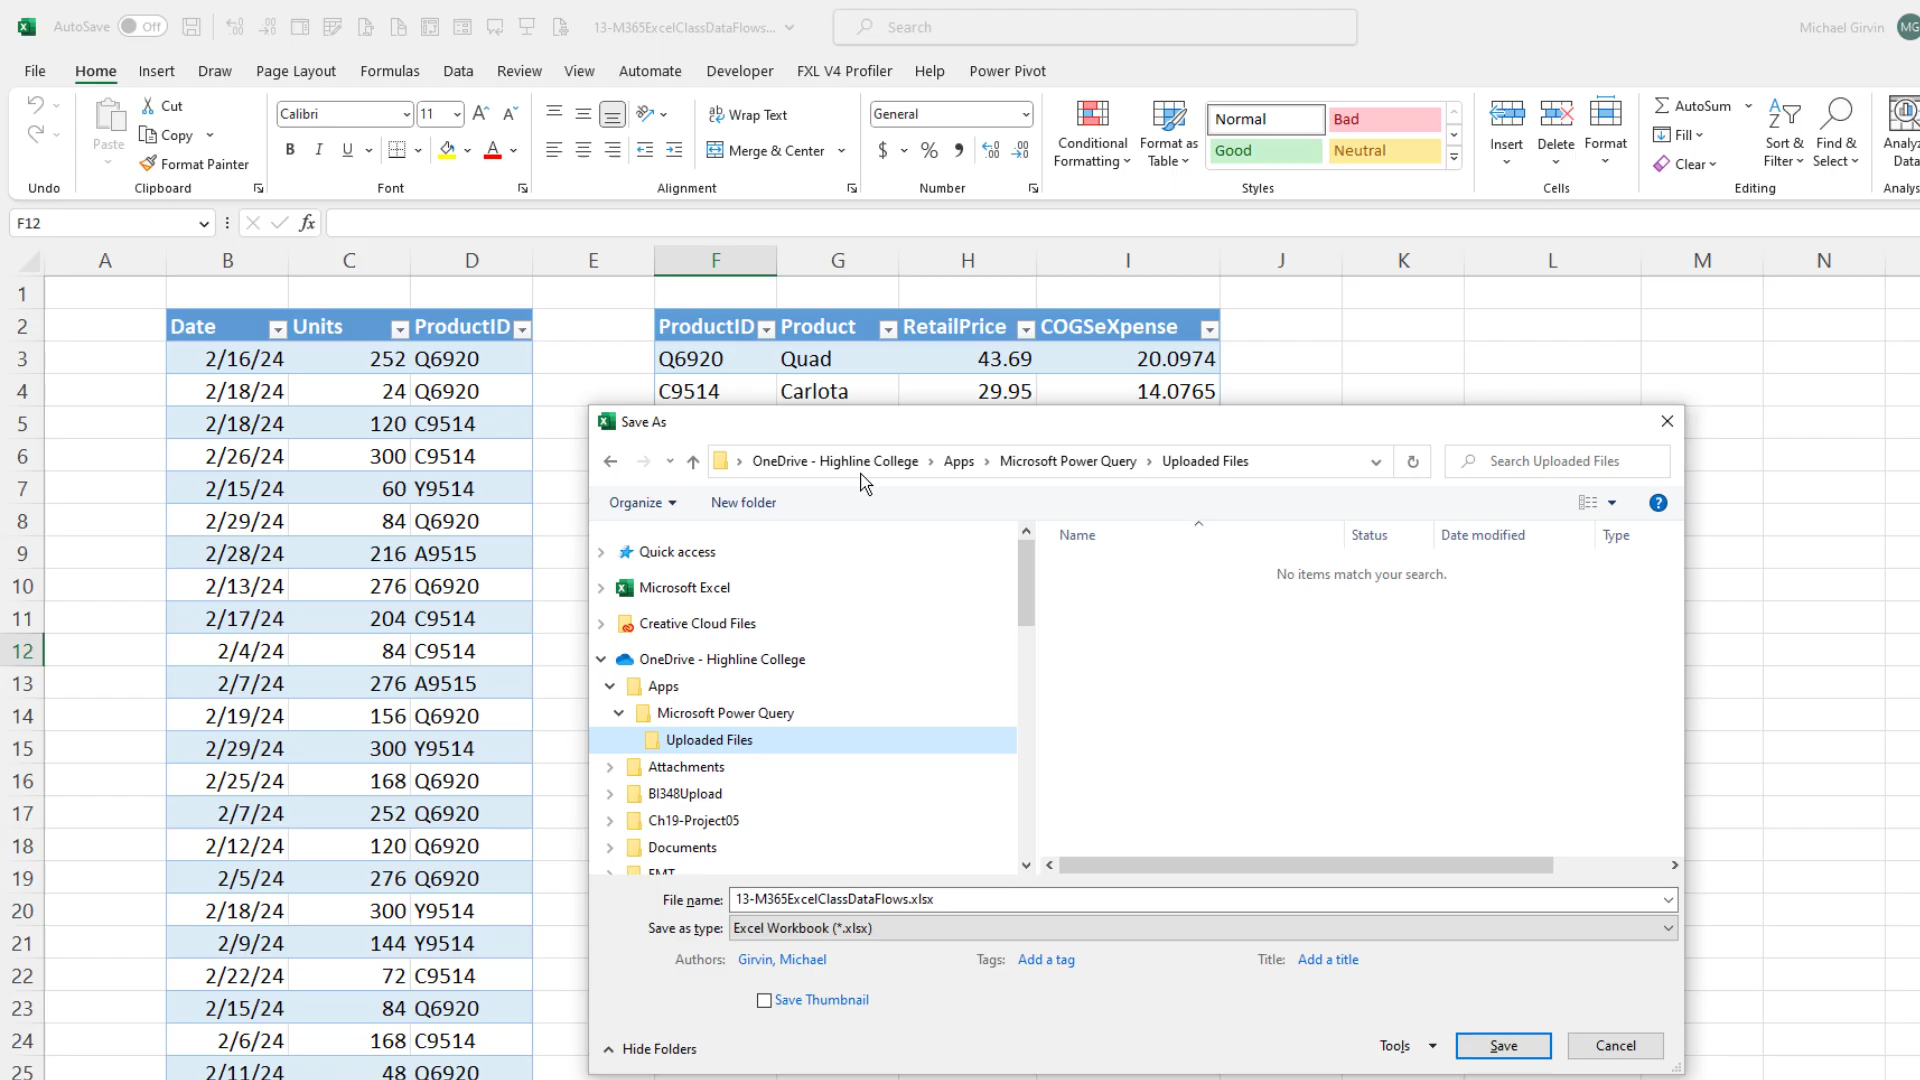 AutoSave Off 13-M365ExcelClassDataFlows... Search Michael Girvin MG
File Home Insert Draw Page Layout Formulas Data Review View Automate Developer FXL V4 Profiler Help Power Pivot
Paste Cut Copy Format Painter
Calibri 11
B I U A
Wrap Text
Merge & Center
General
$ %
Conditional Formatting
Format as Table
Normal Bad
Good Neutral
Insert Delete Format
AutoSum
Fill
Clear
Sort & Filter
Find & Select
Analyz
Data
Undo Clipboard Font Alignment Number Styles Cells Editing Analys
F12 fx
A B C D E F G H I J K L M N
1
2 Date Units ProductID ProductID Product RetailPrice COGSeXpense
3 2/16/24 252 Q6920 Q6920 Quad 43.69 20.0974
4 2/18/24 24 Q6920 C9514 Carlota 29.95 14.0765
5 2/18/24 120 C9514
6 2/26/24 300 C9514
7 2/15/24 60 Y9514
8 2/29/24 84 Q6920
9 2/28/24 216 A9515
10 2/13/24 276 Q6920
11 2/17/24 204 C9514
12 2/4/24 84 C9514
13 2/7/24 276 A9515
14 2/19/24 156 Q6920
15 2/29/24 300 Y9514
16 2/25/24 168 Q6920
17 2/7/24 252 Q6920
18 2/12/24 120 Q6920
19 2/5/24 276 Q6920
20 2/18/24 300 Y9514
21 2/9/24 144 Y9514
22 2/22/24 72 C9514
23 2/15/24 84 Q6920
24 2/6/24 168 C9514
25 2/11/24 48 Q6920
Save As
OneDrive - Highline College › Apps › Microsoft Power Query › Uploaded Files Search Uploaded Files
Organize New folder ?
Name Status Date modified Type
No items match your search.
Quick access
Microsoft Excel
Creative Cloud Files
OneDrive - Highline College
Apps
Microsoft Power Query
Uploaded Files
Attachments
BI348Upload
Ch19-Project05
Documents
EMT
File name: 13-M365ExcelClassDataFlows.xlsx
Save as type: Excel Workbook (*.xlsx)
Authors: Girvin, Michael Tags: Add a tag Title: Add a title
Save Thumbnail
Hide Folders Tools Save Cancel